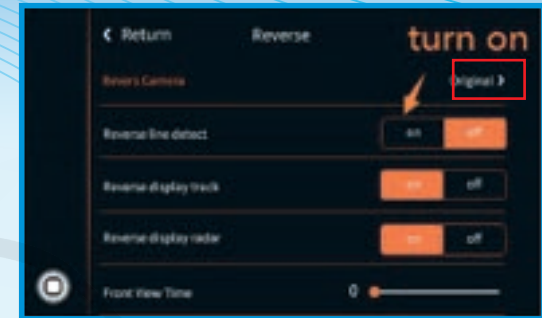 Return Reverse turn on
Revers Camera Original
Reverse line detect on off
Reverse display track on off
Reverse display radar on off
Front View Time 0